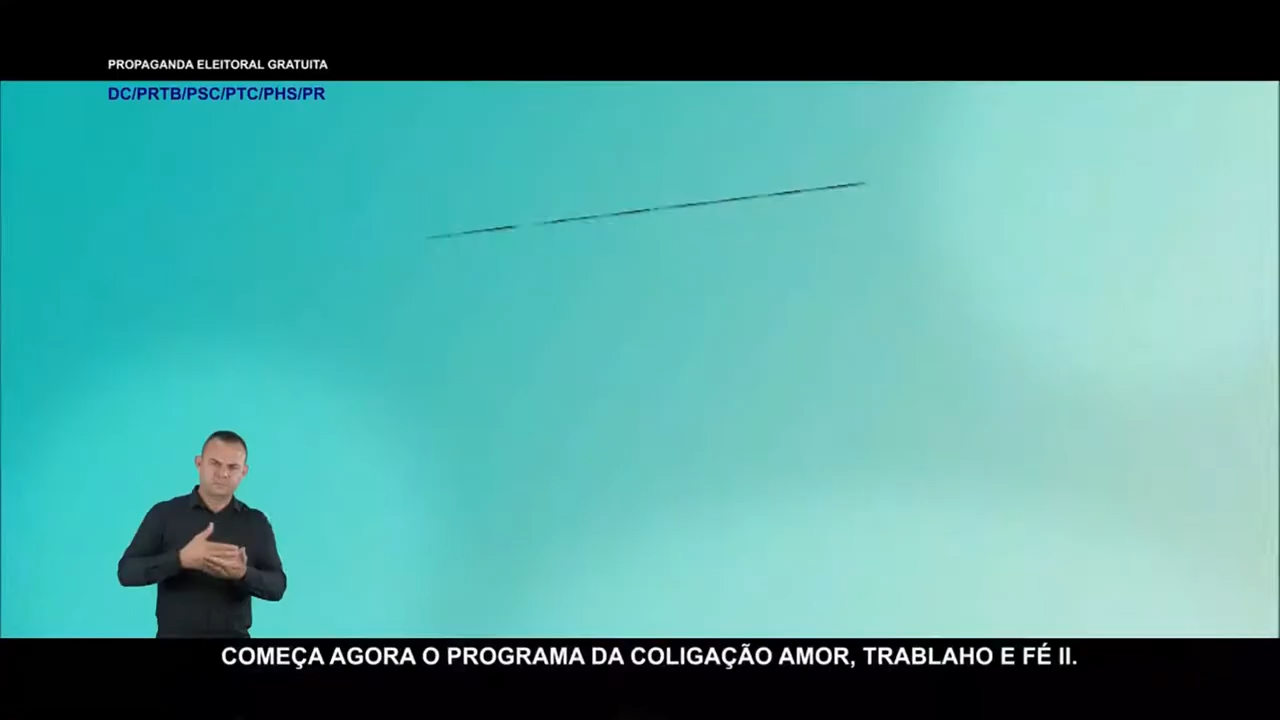 PROPAGANDA ELEITORAL GRATUITA
DC/PRTB/PSC/PTC/PHS/PR
COMEÇA AGORA O PROGRAMA DA COLIGAÇÃO AMOR, TRABLAHO E FÉ II.